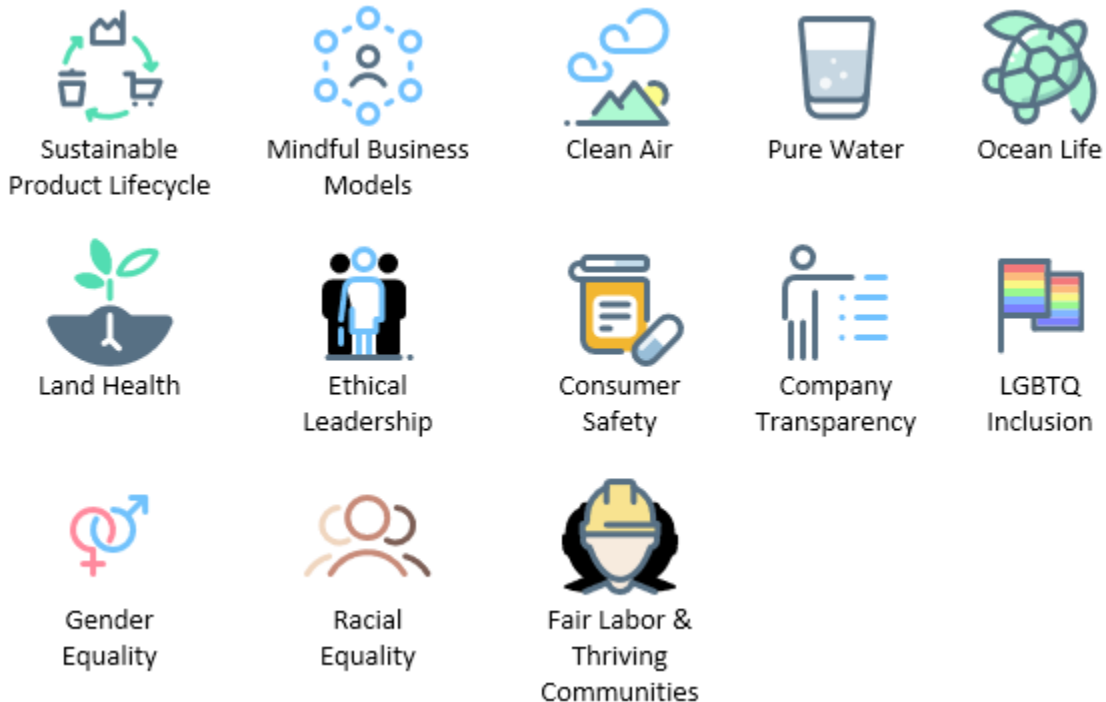 Sustainable
Product Lifecycle
Mindful Business
Models
Clean Air
Pure Water
Ocean Life
Land Health
Ethical
Leadership
Consumer
Safety
Company
Transparency
LGBTQ
Inclusion
Gender
Equality
Racial
Equality
Fair Labor &
Thriving
Communities